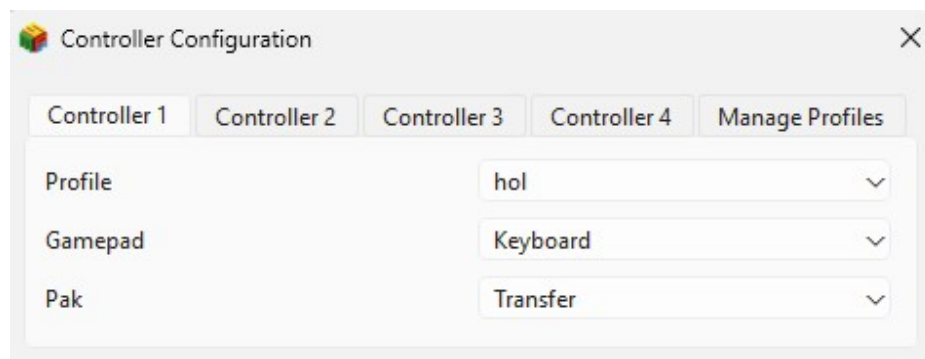 Controller Configuration
Controller 1 Controller 2 Controller 3 Controller 4 Manage Profiles
Profile hol
Gamepad Keyboard
Pak Transfer